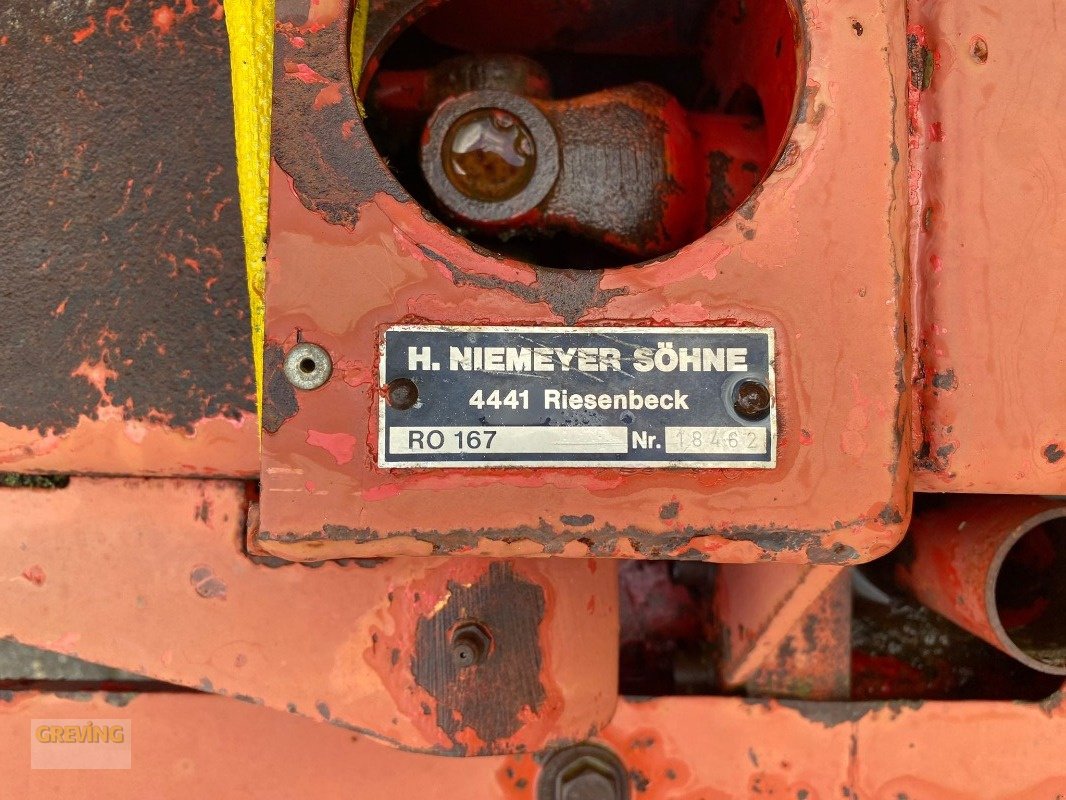 H. NIEMEYER SÖHNE
4441 Riesenbeck
RO 167 Nr. 18462
GREVING